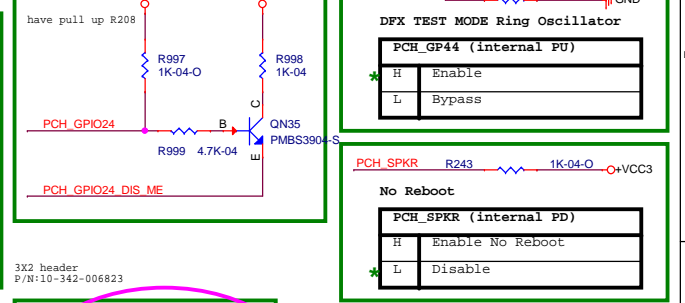 have pull up R208
R997
1K-04-O
R998
1K-04
PCH_GPIO24
B
C
E
QN35
PMBS3904-S
R999 4.7K-04
PCH_GPIO24_DIS_ME
3X2 header
P/N:10-342-006823
GND
DFX TEST MODE Ring Oscillator
PCH_GP44 (internal PU)
* H Enable
L Bypass
PCH_SPKR R243 1K-04-O +VCC3
No Reboot
PCH_SPKR (internal PD)
H Enable No Reboot
* L Disable